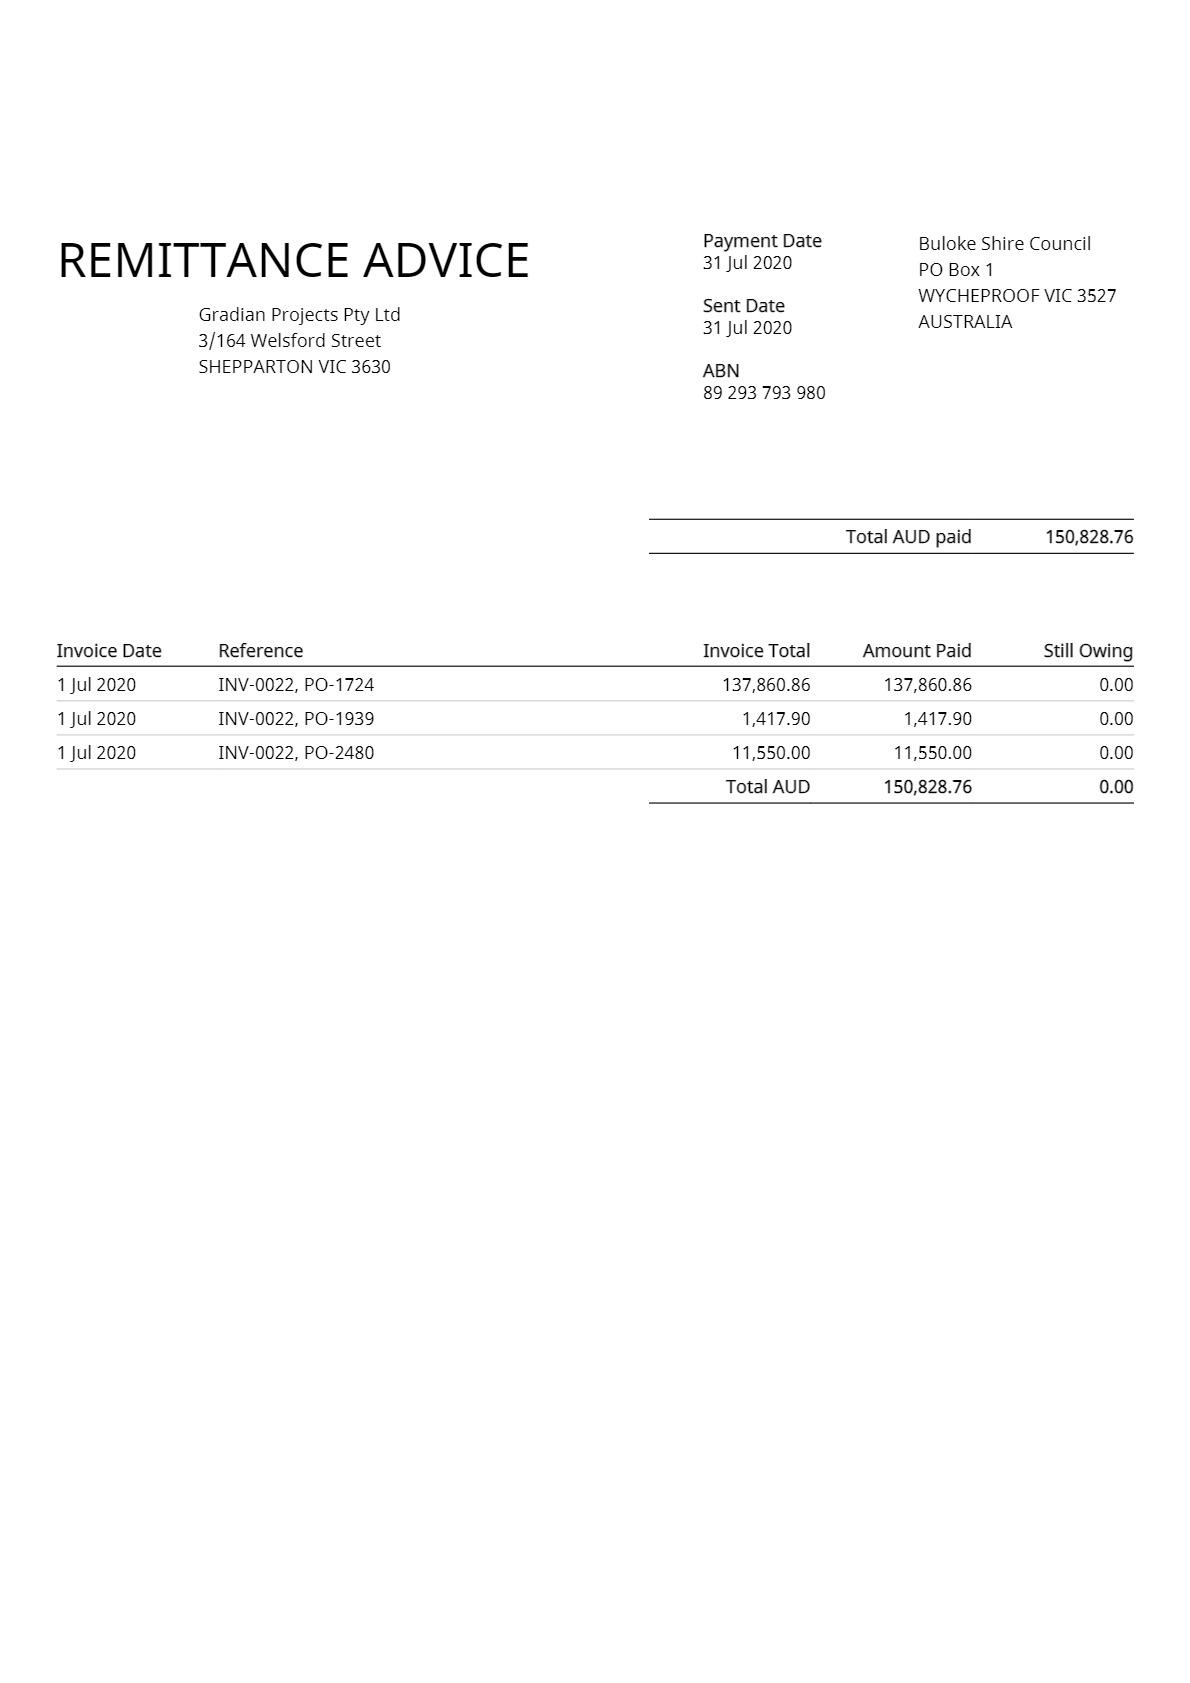 REMITTANCE ADVICE
Gradian Projects Pty Ltd
3/164 Welsford Street
SHEPPARTON VIC 3630
Payment Date
31 Jul 2020
Sent Date
31 Jul 2020
ABN
89 293 793 980
Buloke Shire Council
PO Box 1
WYCHEPROOF VIC 3527
AUSTRALIA
Total AUD paid 150,828.76
Invoice Date Reference Invoice Total Amount Paid Still Owing
1 Jul 2020 INV-0022, PO-1724 137,860.86 137,860.86 0.00
1 Jul 2020 INV-0022, PO-1939 1,417.90 1,417.90 0.00
1 Jul 2020 INV-0022, PO-2480 11,550.00 11,550.00 0.00
Total AUD 150,828.76 0.00